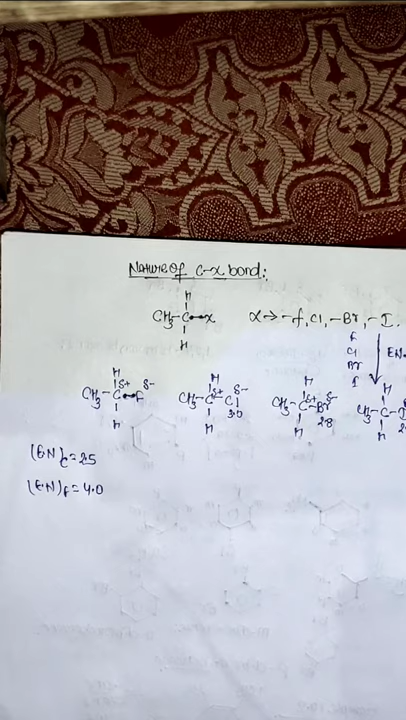 Nature of C-X bond:
H
CH3-C-X X→ -F, Cl, -Br, -I.
H
F
Cl
Br
I
EN
H H H H
CH3-C-F CH3-C-Cl CH3-C-Br CH3-C-I
δ+ δ- δ+ δ- δ+ δ-
3.0 2.8
H H H H
(EN)C = 2.5
(EN)F = 4.0